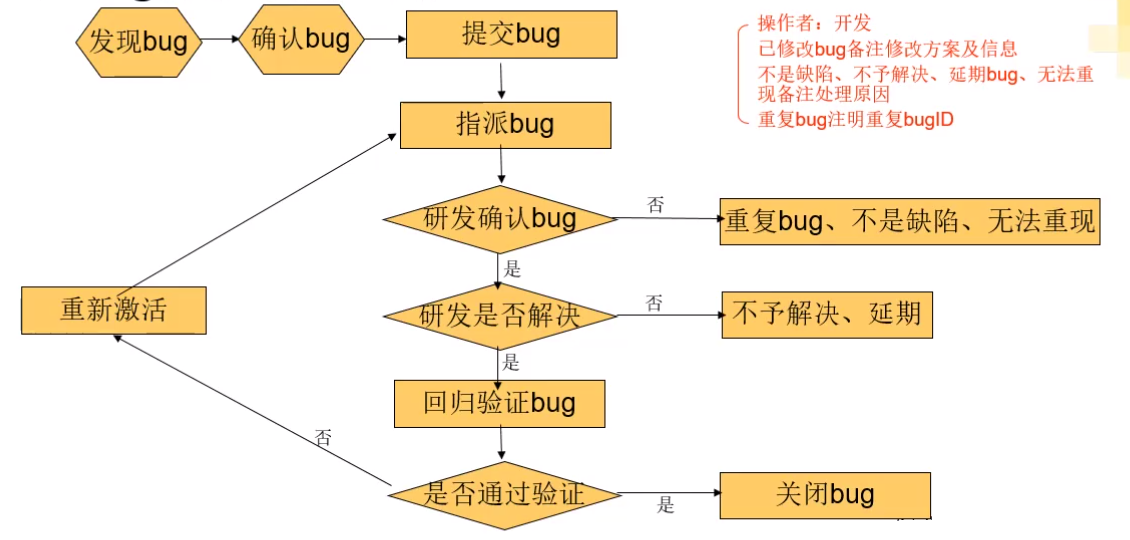 发现bug
确认bug
提交bug
操作者：开发
已修改bug备注修改方案及信息
不是缺陷、不予解决、延期bug、无法重
现备注处理原因
重复bug注明重复bugID
指派bug
研发确认bug
否
重复bug、不是缺陷、无法重现
是
重新激活
研发是否解决
否
不予解决、延期
是
回归验证bug
否
是否通过验证
是
关闭bug